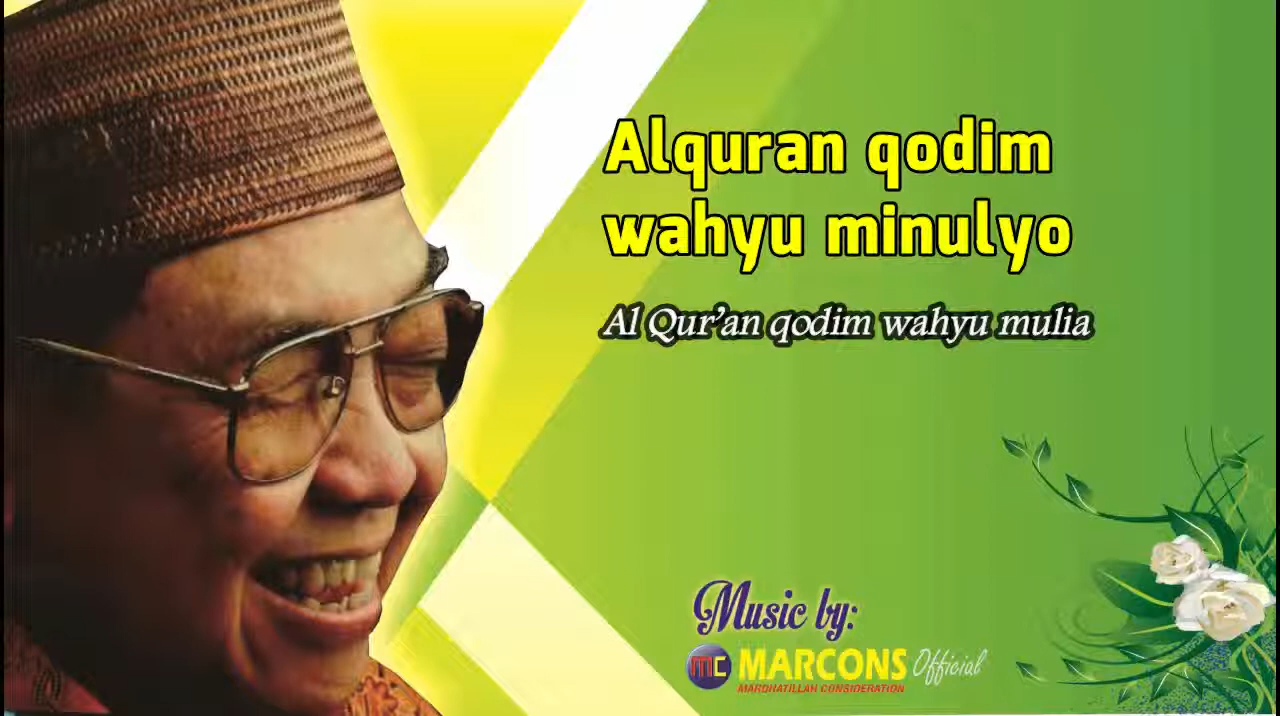 Alquran qodim
wahyu minulyo
Al Qur'an qodim wahyu mulia
Music by:
MC MARCONS Official
MARDHATILLAH CONSIDERATION